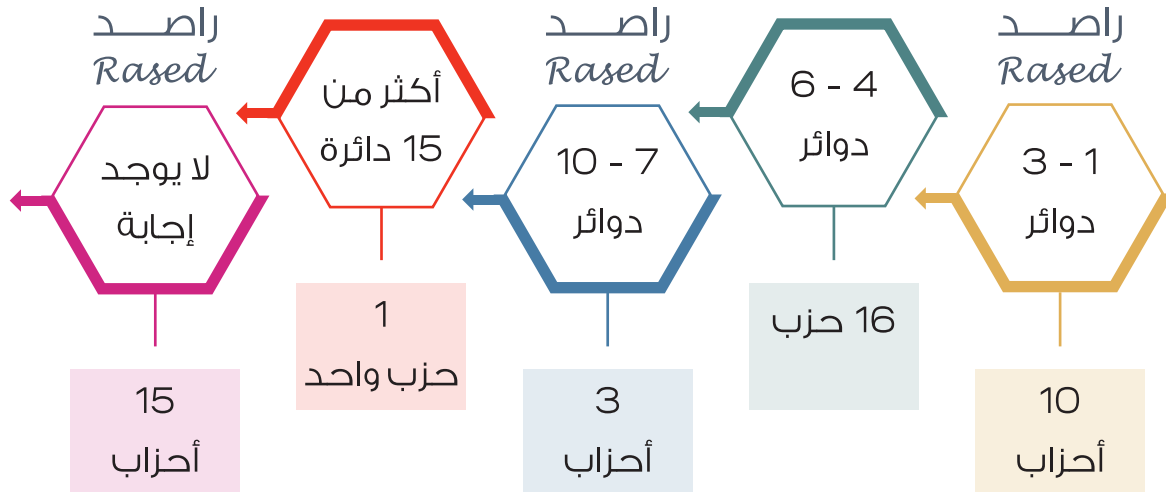 راصد
Rased
1 - 3
دوائر
10
أحزاب
4 - 6
دوائر
16 حزب
راصد
Rased
7 - 10
دوائر
3
أحزاب
أكثر من
15 دائرة
1
حزب واحد
راصد
Rased
لا يوجد
إجابة
15
أحزاب